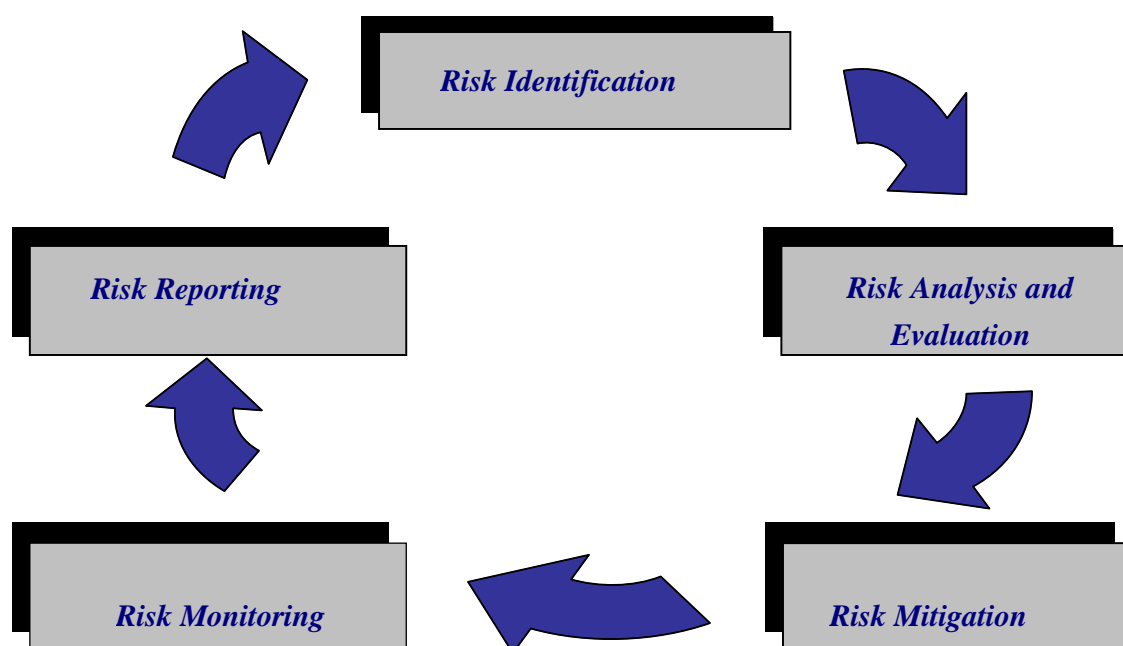 Risk Identification
Risk Reporting
Risk Analysis and
Evaluation
Risk Monitoring
Risk Mitigation